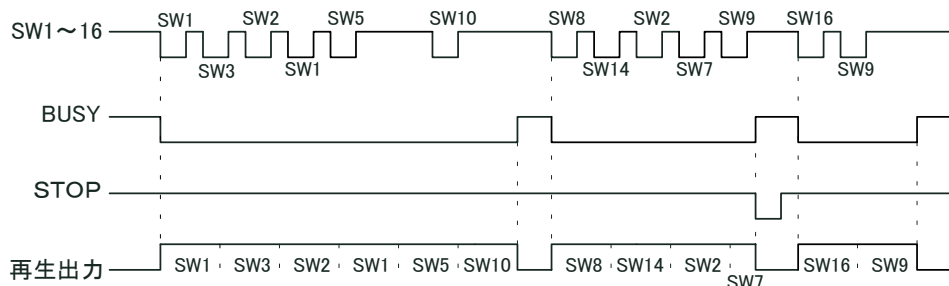 SW1 SW2 SW5 SW10 SW8 SW2 SW9 SW16
SW1～16
SW3 SW1 SW14 SW7 SW9
BUSY
STOP
再生出力 SW1 SW3 SW2 SW1 SW5 SW10 SW8 SW14 SW2 SW7 SW16 SW9